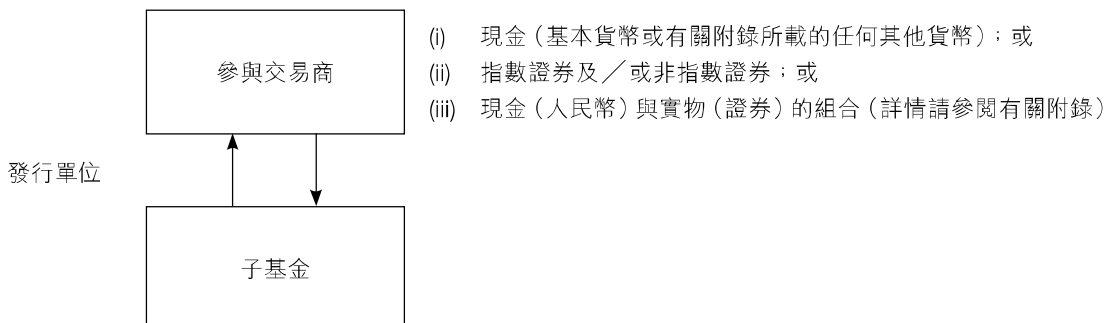 參與交易商
(i) 現金（基本貨幣或有關附錄所載的任何其他貨幣）；或
(ii) 指數證券及／或非指數證券；或
(iii) 現金（人民幣）與實物（證券）的組合（詳情請參閱有關附錄）
發行單位
子基金